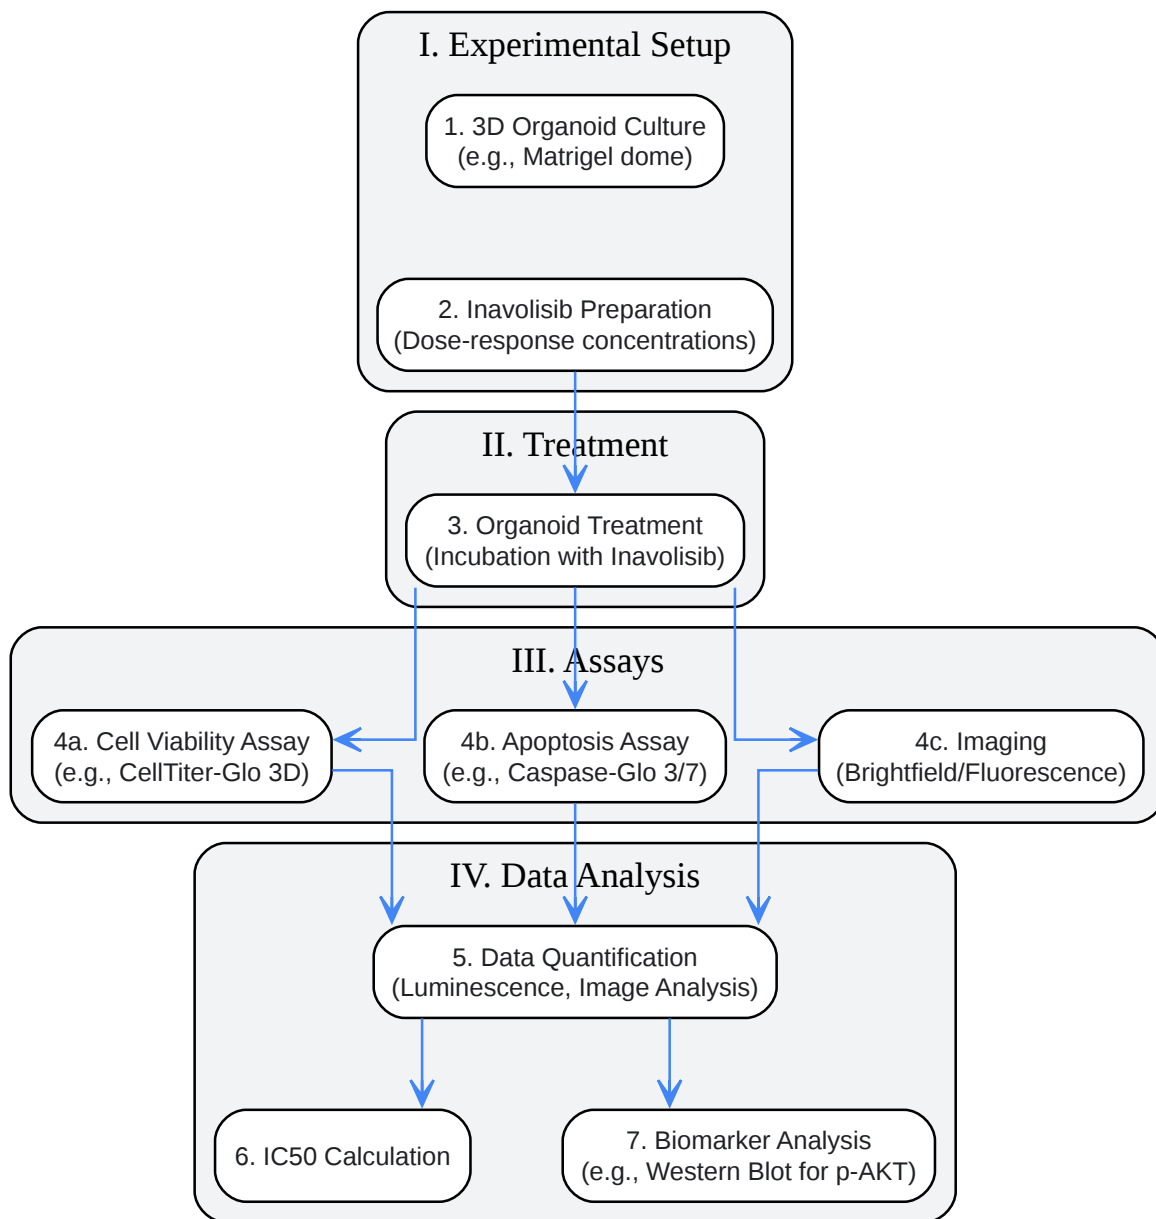 I. Experimental Setup
1. 3D Organoid Culture
(e.g., Matrigel dome)
2. Inavolisib Preparation
(Dose-response concentrations)
II. Treatment
3. Organoid Treatment
(Incubation with Inavolisib)
III. Assays
4a. Cell Viability Assay
(e.g., CellTiter-Glo 3D)
4b. Apoptosis Assay
(e.g., Caspase-Glo 3/7)
4c. Imaging
(Brightfield/Fluorescence)
IV. Data Analysis
5. Data Quantification
(Luminescence, Image Analysis)
6. IC50 Calculation
7. Biomarker Analysis
(e.g., Western Blot for p-AKT)